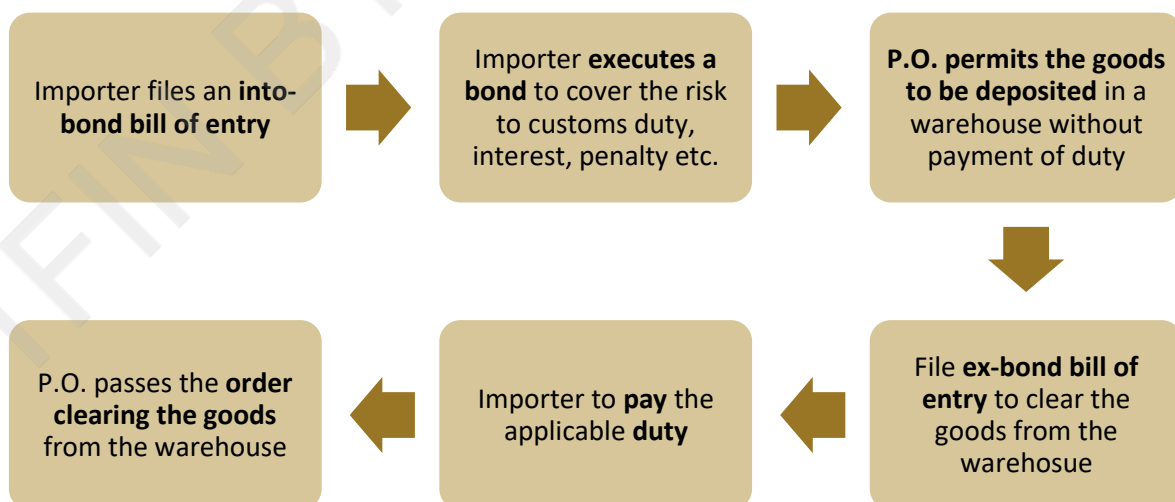 Importer files an into-
bond bill of entry
Importer executes a
bond to cover the risk
to customs duty,
interest, penalty etc.
P.O. permits the goods
to be deposited in a
warehouse without
payment of duty
File ex-bond bill of
entry to clear the
goods from the
warehosue
Importer to pay the
applicable duty
P.O. passes the order
clearing the goods
from the warehouse